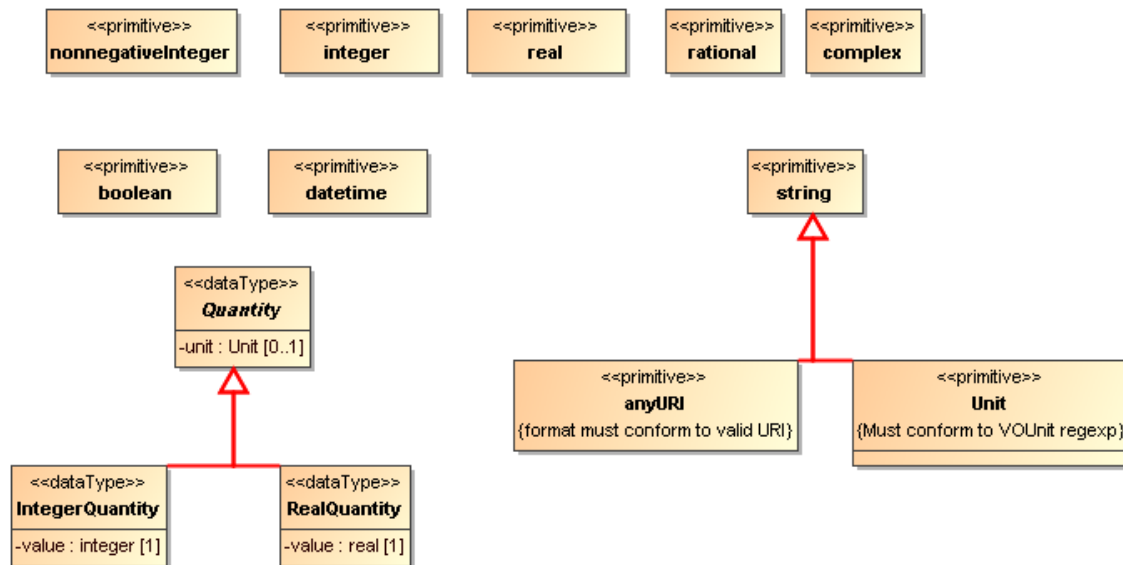 <<primitive>>
nonnegativeInteger
<<primitive>>
integer
<<primitive>>
real
<<primitive>>
rational
<<primitive>>
complex
<<primitive>>
boolean
<<primitive>>
datetime
<<primitive>>
string
<<dataType>>
Quantity
-unit : Unit [0..1]
<<primitive>>
anyURI
{format must conform to valid URI}
<<primitive>>
Unit
{Must conform to VOUnit regexp}
<<dataType>>
IntegerQuantity
-value : integer [1]
<<dataType>>
RealQuantity
-value : real [1]